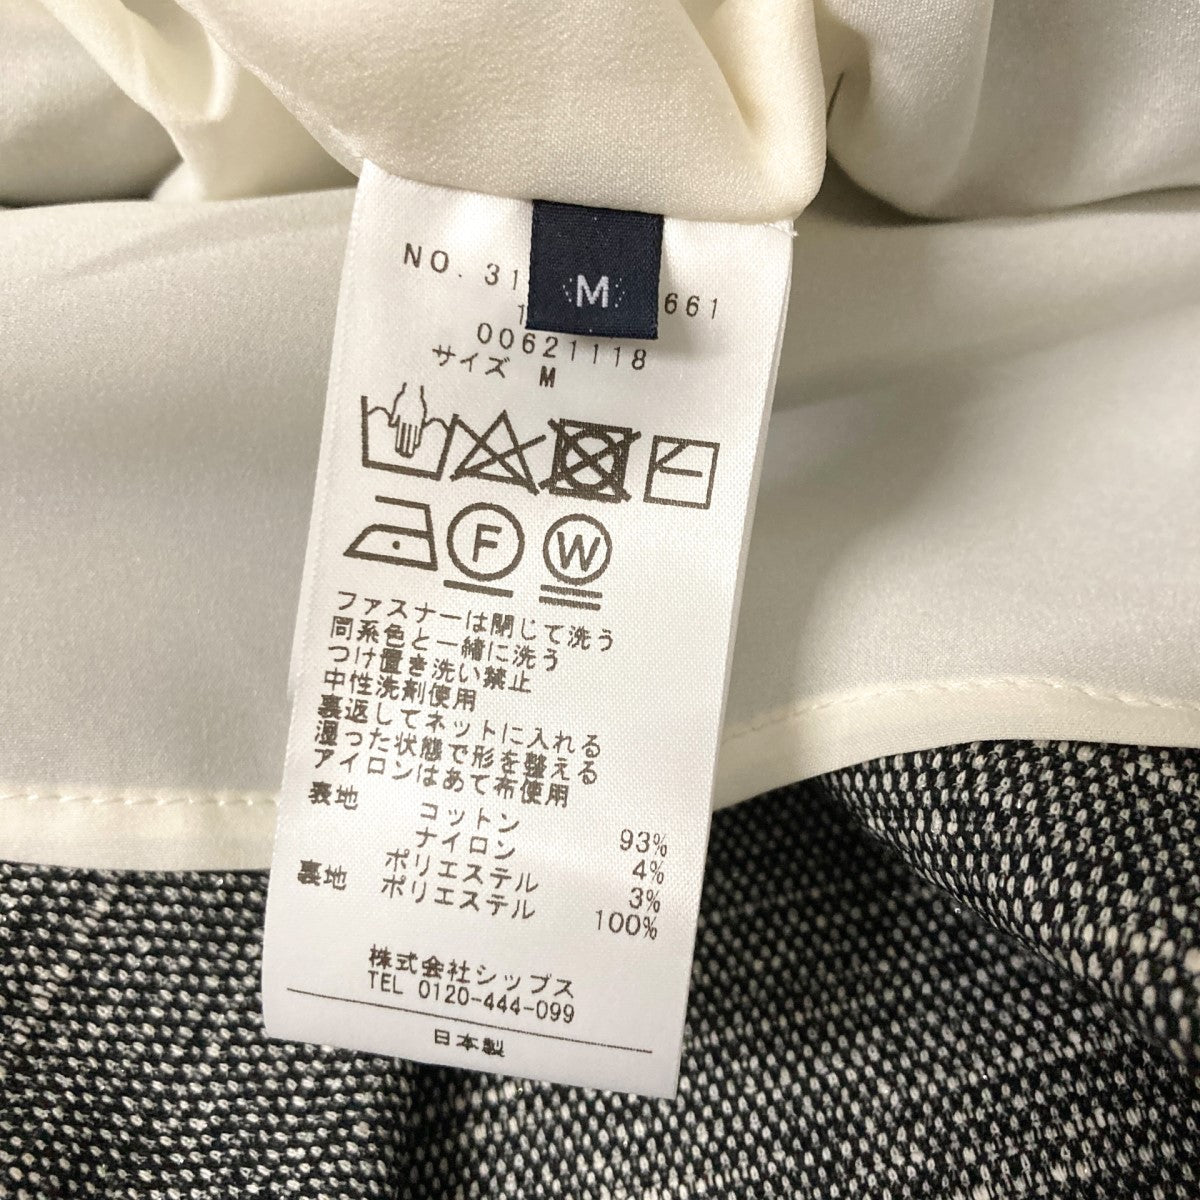 NO. 31
M
661
1
00621118
サイズ M
F W
ファスナーは閉じて洗う
同系色と一緒に洗う
つけ置き洗い禁止
中性洗剤使用
裏返してネットに入れる
湿った状態で形を整える
アイロンはあて布使用
表地 コットン 93%
ナイロン 4%
ポリエステル 3%
裏地 ポリエステル 100%
株式会社シップス
TEL 0120-444-099
日本製